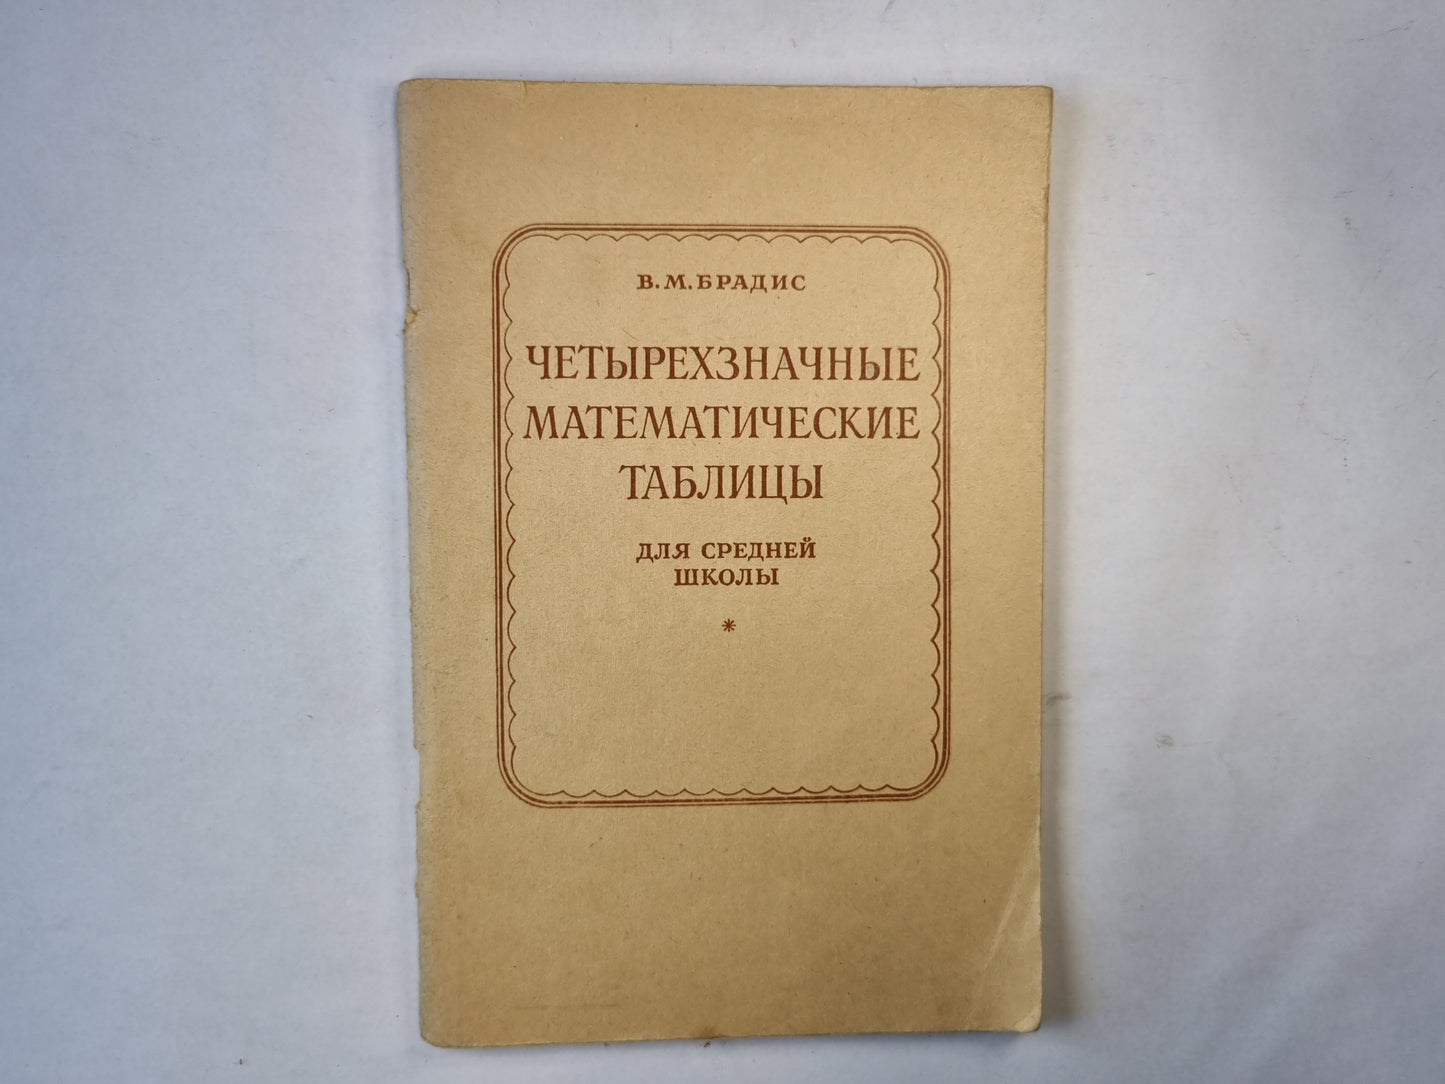 В. М. БРАДИС
ЧЕТЫРЕХЗНАЧНЫЕ
МАТЕМАТИЧЕСКИЕ
ТАБЛИЦЫ
ДЛЯ СРЕДНЕЙ
ШКОЛЫ
*